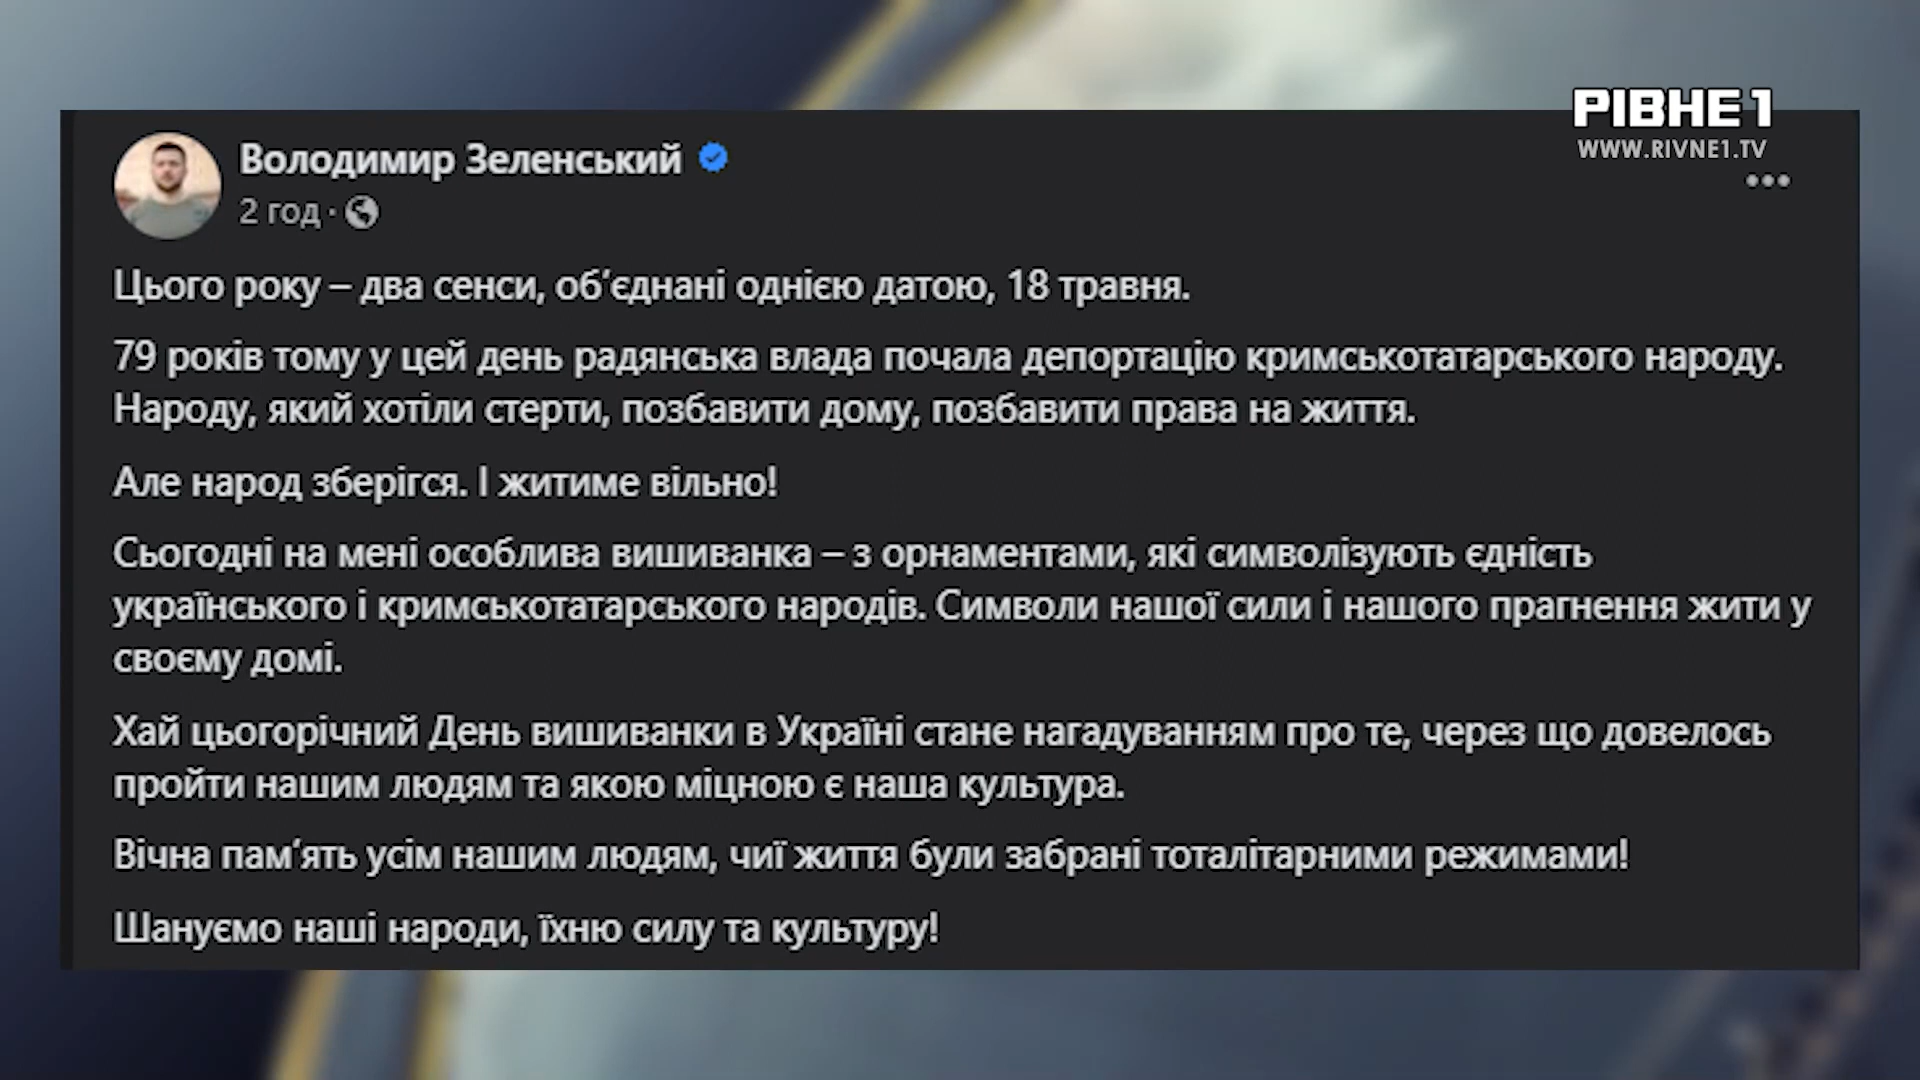 РІВНЕ 1
WWW.RIVNE1.TV
Володимир Зеленський
2 год ·
Цього року – два сенси, об‘єднані однією датою, 18 травня.
79 років тому у цей день радянська влада почала депортацію кримськотатарського народу.
Народу, який хотіли стерти, позбавити дому, позбавити права на життя.
Але народ зберігся. І житиме вільно!
Сьогодні на мені особлива вишиванка – з орнаментами, які символізують єдність
українського і кримськотатарського народів. Символи нашої сили і нашого прагнення жити у
своєму домі.
Хай цьогорічний День вишиванки в Україні стане нагадуванням про те, через що довелось
пройти нашим людям та якою міцною є наша культура.
Вічна пам‘ять усім нашим людям, чиї життя були забрані тоталітарними режимами!
Шануємо наші народи, їхню силу та культуру!